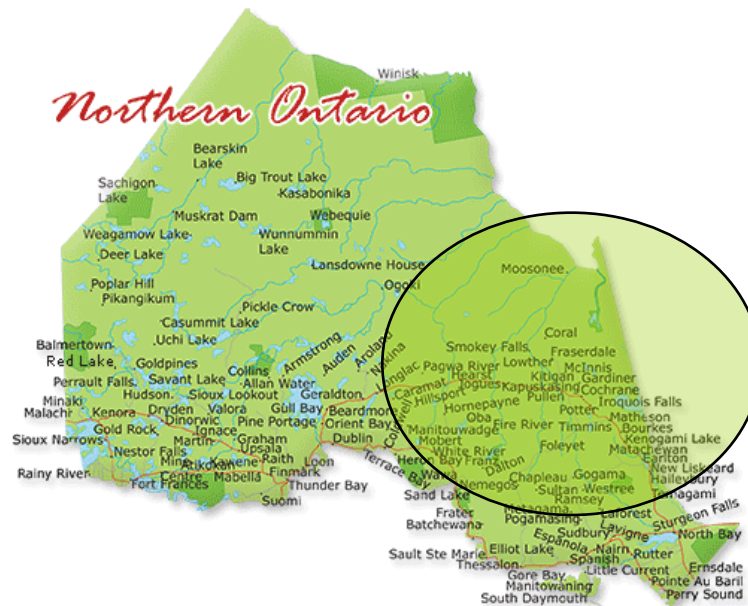 Winisk
Northern Ontario
Bearskin
Lake
Big Trout Lake
Sachigon
Lake
Kasabonika
Muskrat Dam
Webequie
Weagamow Lake
Wunnummin
Lake
Deer Lake
Lansdowne House
Moosonee
Poplar Hill
Ogoki
Pikangikum
Pickle Crow
Casummit Lake
Coral
Balmertown
Uchi Lake
Armstrong
Auden
Aroland
Nakina
Smokey Falls
Fraserdale
Red Lake
Goldpines
Collins
Longlac
Pagwa River
Lowther
McInnis
Perrault Falls
Savant Lake
Allan Water
Caramat
Hearst
Jogues
Kitigan
Gardiner
Minaki
Hudson
Sioux Lookout
Geraldton
Hillsport
Kapuskasing
Cochrane
Malachi
Kenora
Dryden
Valora
Gull Bay
Beardmore
Hornepayne
Pullen
Iroquois Falls
Gold Rock
Dinorwic
Pine Portage
Orient Bay
Oba
Potter
Matheson
Sioux Narrows
Ignace
Martin
Graham
Dublin
Manitouwadge
Fire River
Timmins
Bourkes
Mobert
Kenogami Lake
Nestor Falls
Upsala
White River
Foleyet
Matachewan
Mine
Kawene
Raith
Loon
Heron Bay
Franz
Earlton
Rainy River
Atikokan
Centre
Mabella
Finmark
Terrace Bay
Wawa
Dalton
Gogama
New Liskeard
Fort Frances
Thunder Bay
Nemegos
Chapleau
Haileybury
Suomi
Sand Lake
Sultan
Westree
Temagami
Ramsey
Frater
Metagama
Laforest
Sturgeon Falls
Batchewana
Pogamasing
Lavigne
Sudbury
North Bay
Espanola
Sault Ste Marie
Elliot Lake
Nairn
Rutter
Thessalon
Spanish
Ernsdale
Gore Bay
Little Current
Pointe Au Baril
Manitowaning
Parry Sound
South Daymouth